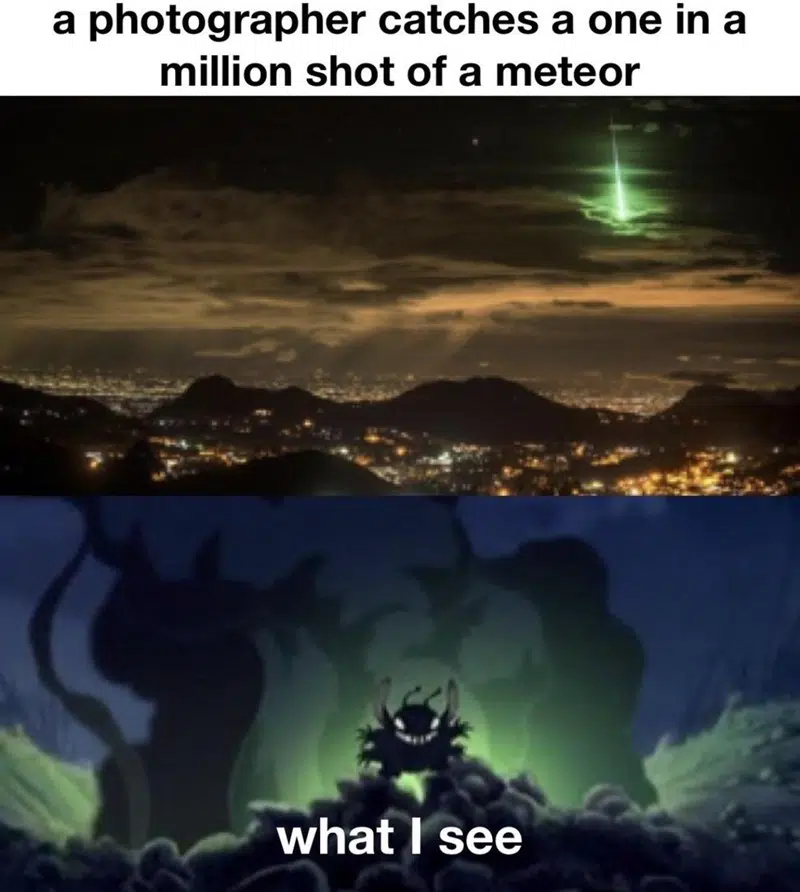 a photographer catches a one in a
million shot of a meteor
what I see